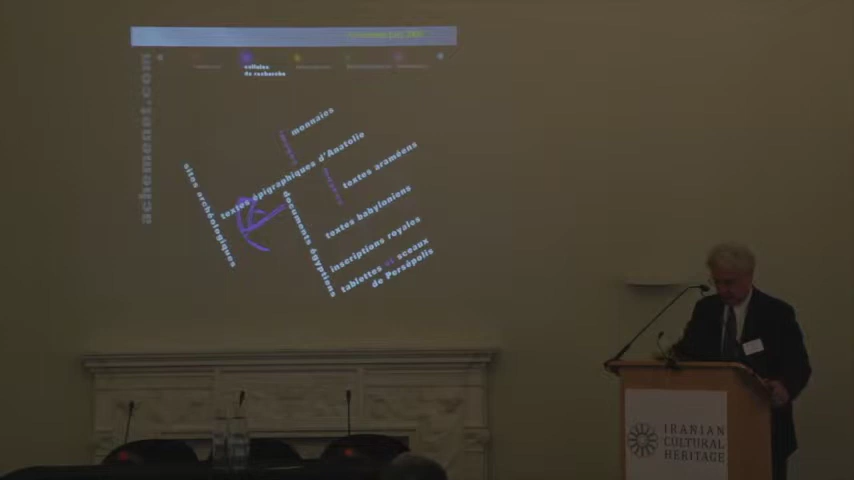 achemenet.com
cellules
de recherche
monnaies
textes épigraphiques d'Anatolie
textes araméens
sites archéologiques
documents égyptiens
textes babyloniens
inscriptions royales
tablettes et sceaux
de Persépolis
IRANIAN
CULTURAL
HERITAGE